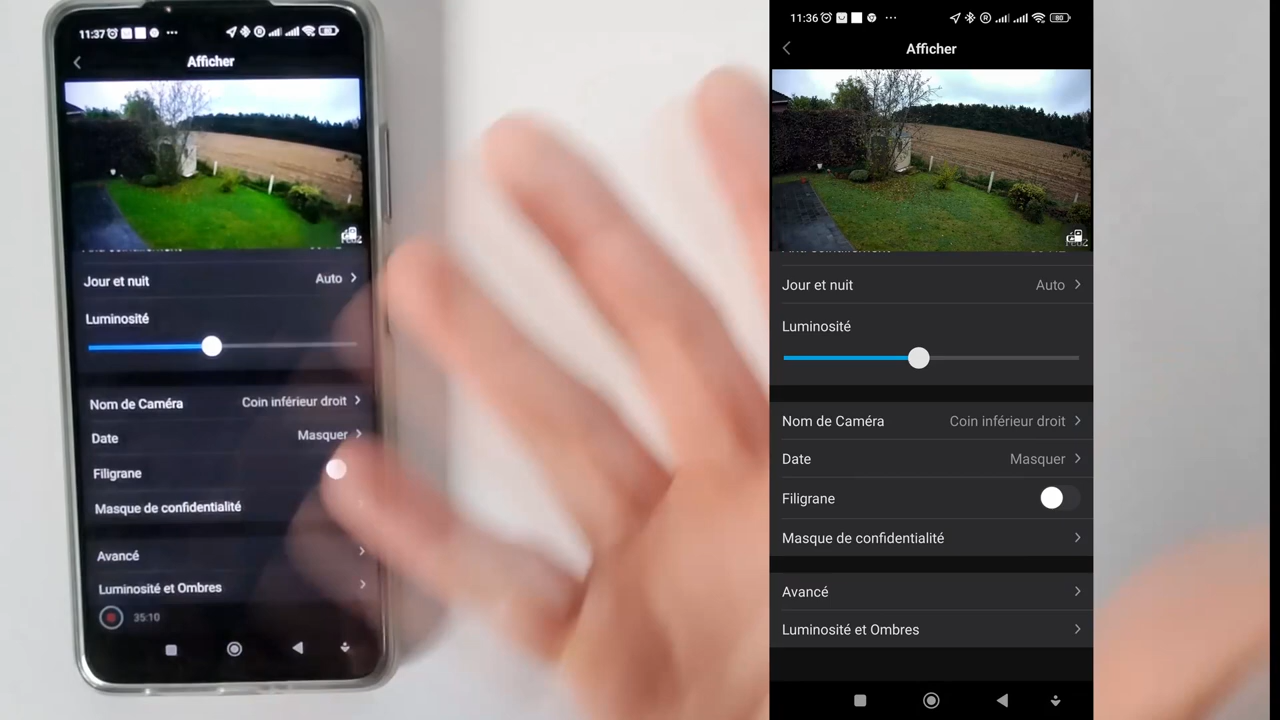 11:37
Afficher
Jour et nuit Auto
Luminosité
Nom de Caméra Coin inférieur droit
Date Masquer
Filigrane
Masque de confidentialité
Avancé
Luminosité et Ombres
35:10
11:36
80
Afficher
Jour et nuit Auto
Luminosité
Nom de Caméra Coin inférieur droit
Date Masquer
Filigrane
Masque de confidentialité
Avancé
Luminosité et Ombres